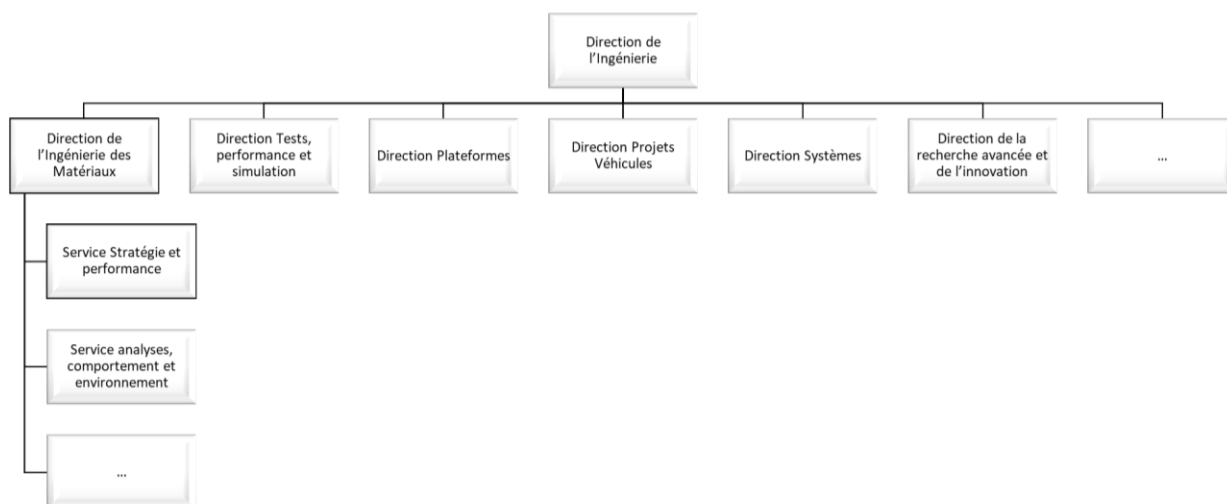 Direction de
l'Ingénierie
Direction de
l'Ingénierie des
Matériaux
Direction Tests,
performance et
simulation
Direction Plateformes
Direction Projets
Véhicules
Direction Systèmes
Direction de la
recherche avancée et
de l'innovation
...
Service Stratégie et
performance
Service analyses,
comportement et
environnement
...